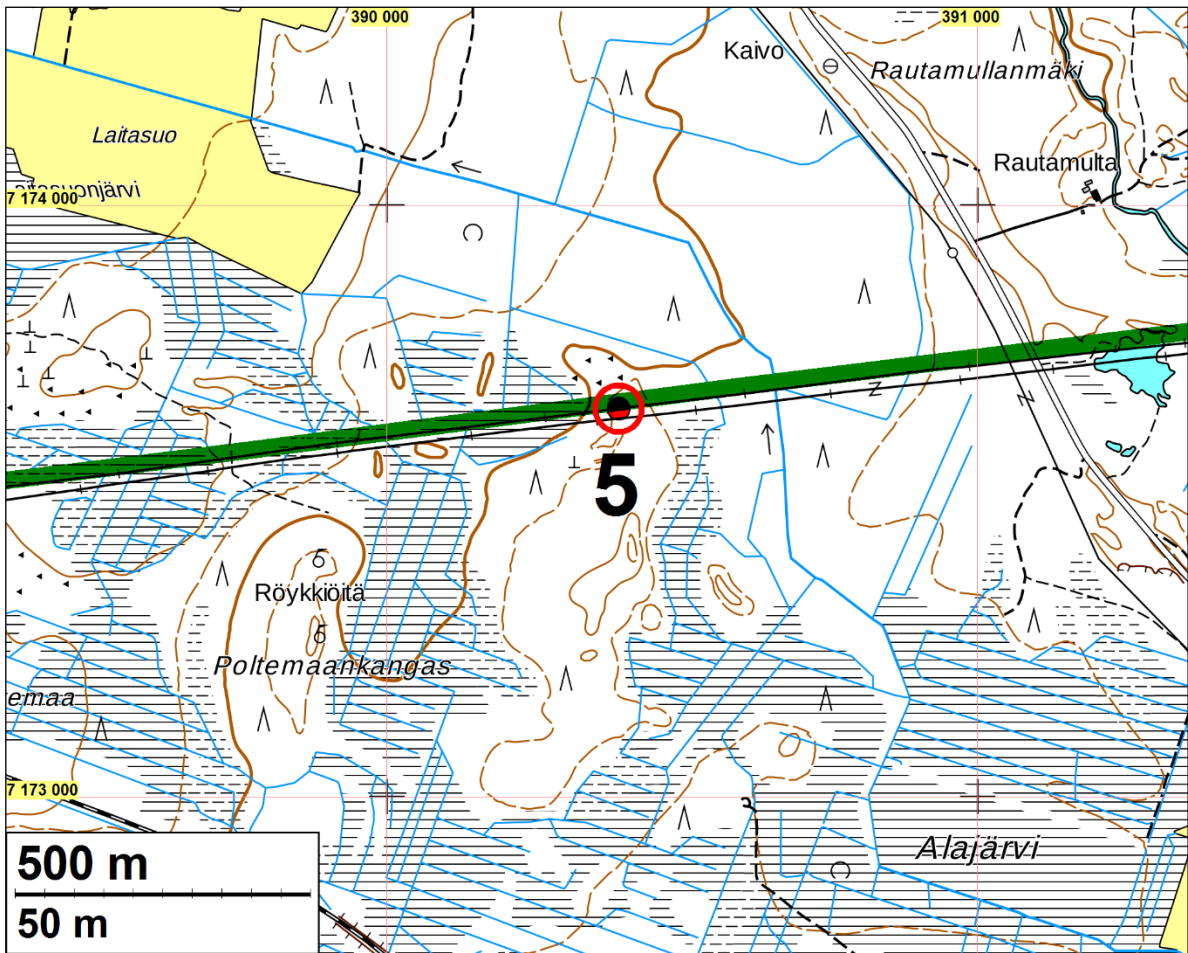 390 000
391 000
Kaivo
Rautamullanmäki
Laitasuo
Rautamulta
aitasuonjärvi
7 174 000
5
Röykkiöitä
Poltemaankangas
emaa
7 173 000
Alajärvi
500 m
50 m